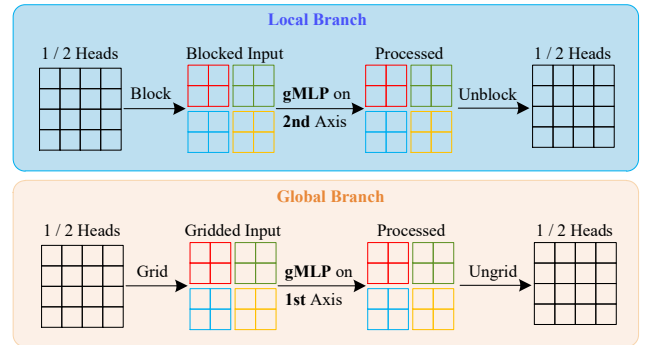 Local Branch
1 / 2 Heads
Blocked Input
Processed
1 / 2 Heads
Block
gMLP on
2nd Axis
Unblock
Global Branch
1 / 2 Heads
Gridded Input
Processed
1 / 2 Heads
Grid
gMLP on
1st Axis
Ungrid